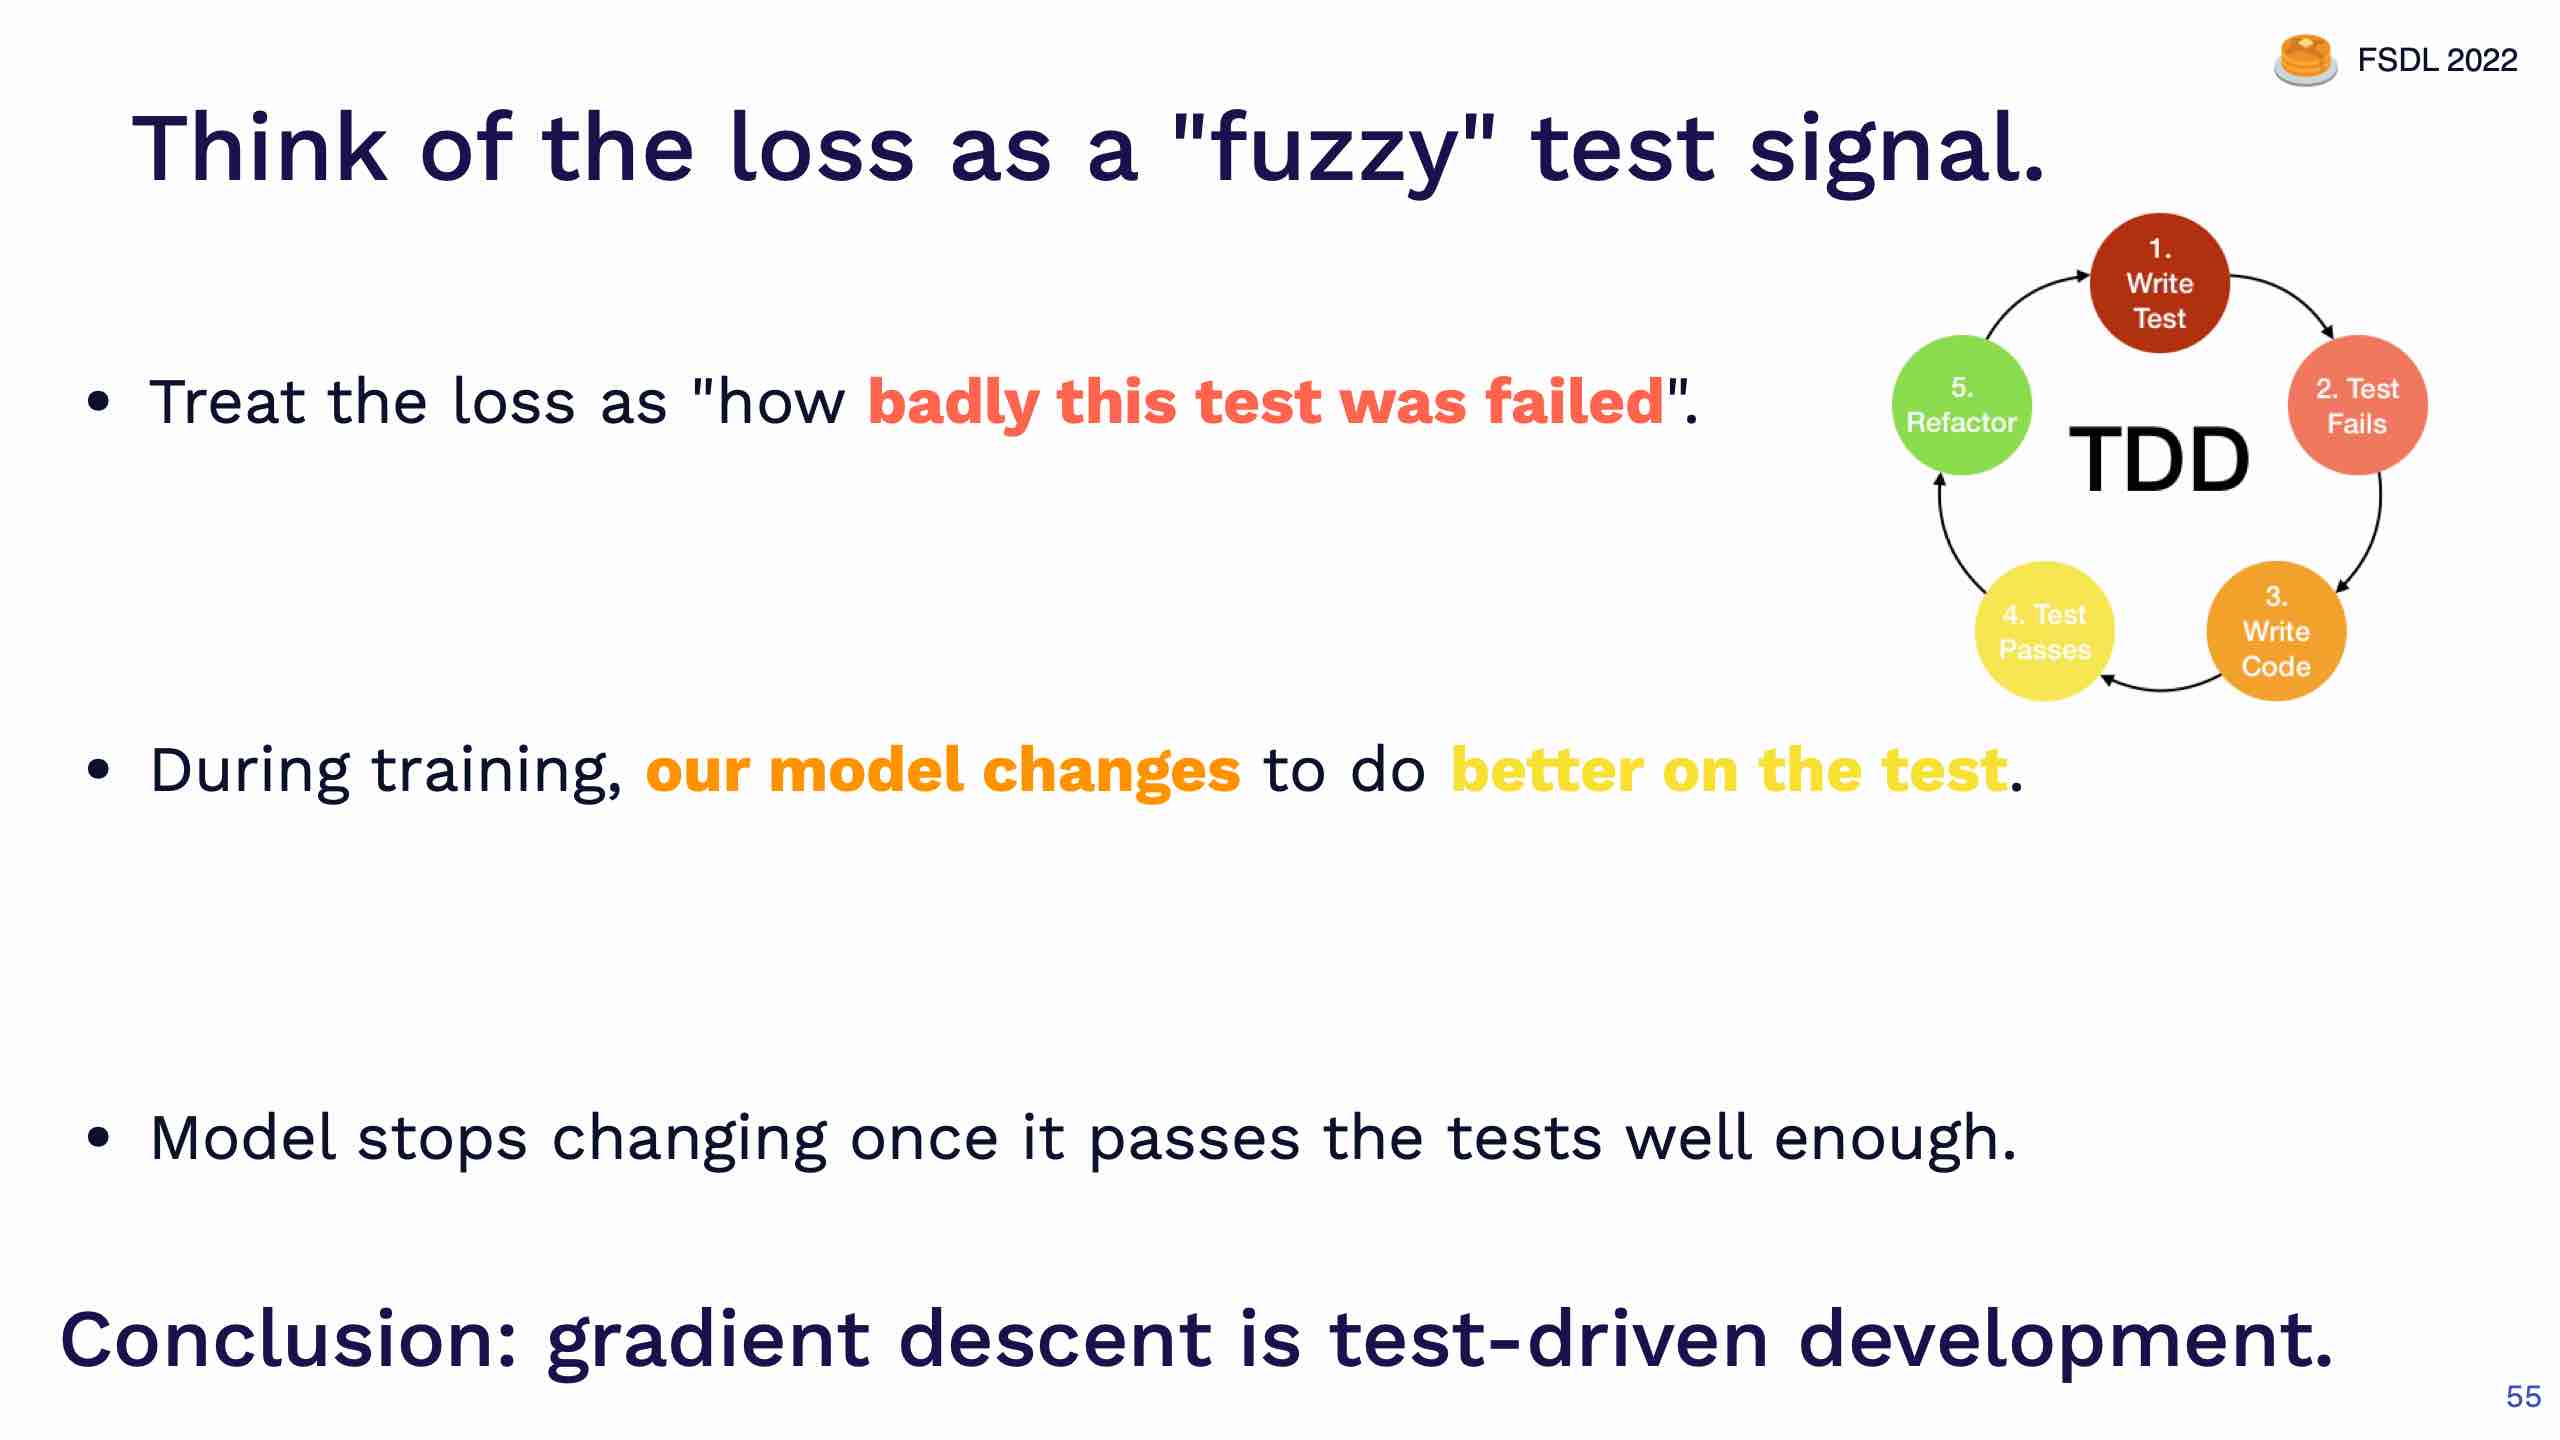 FSDL 2022
Think of the loss as a "fuzzy" test signal.
• Treat the loss as "how badly this test was failed".
1.
Write
Test
2. Test
Fails
3.
Write
Code
4. Test
Passes
5.
Refactor
TDD
• During training, our model changes to do better on the test.
• Model stops changing once it passes the tests well enough.
Conclusion: gradient descent is test-driven development.
55